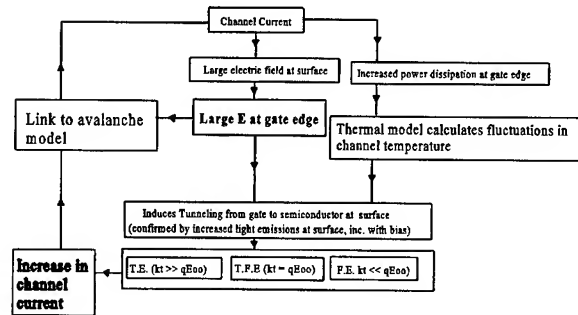 Channel Current
Large electric field at surface
Increased power dissipation at gate edge
Link to avalanche
model
Large E at gate edge
Thermal model calculates fluctuations in
channel temperature
Induces Tunneling from gate to semiconductor at surface
(confirmed by increased light emissions at surface, inc. with bias)
Increase in
channel
current
T.E. (kt >> qEoo)
T.F.E (kt = qEoo)
F.E. kt << qEoo)